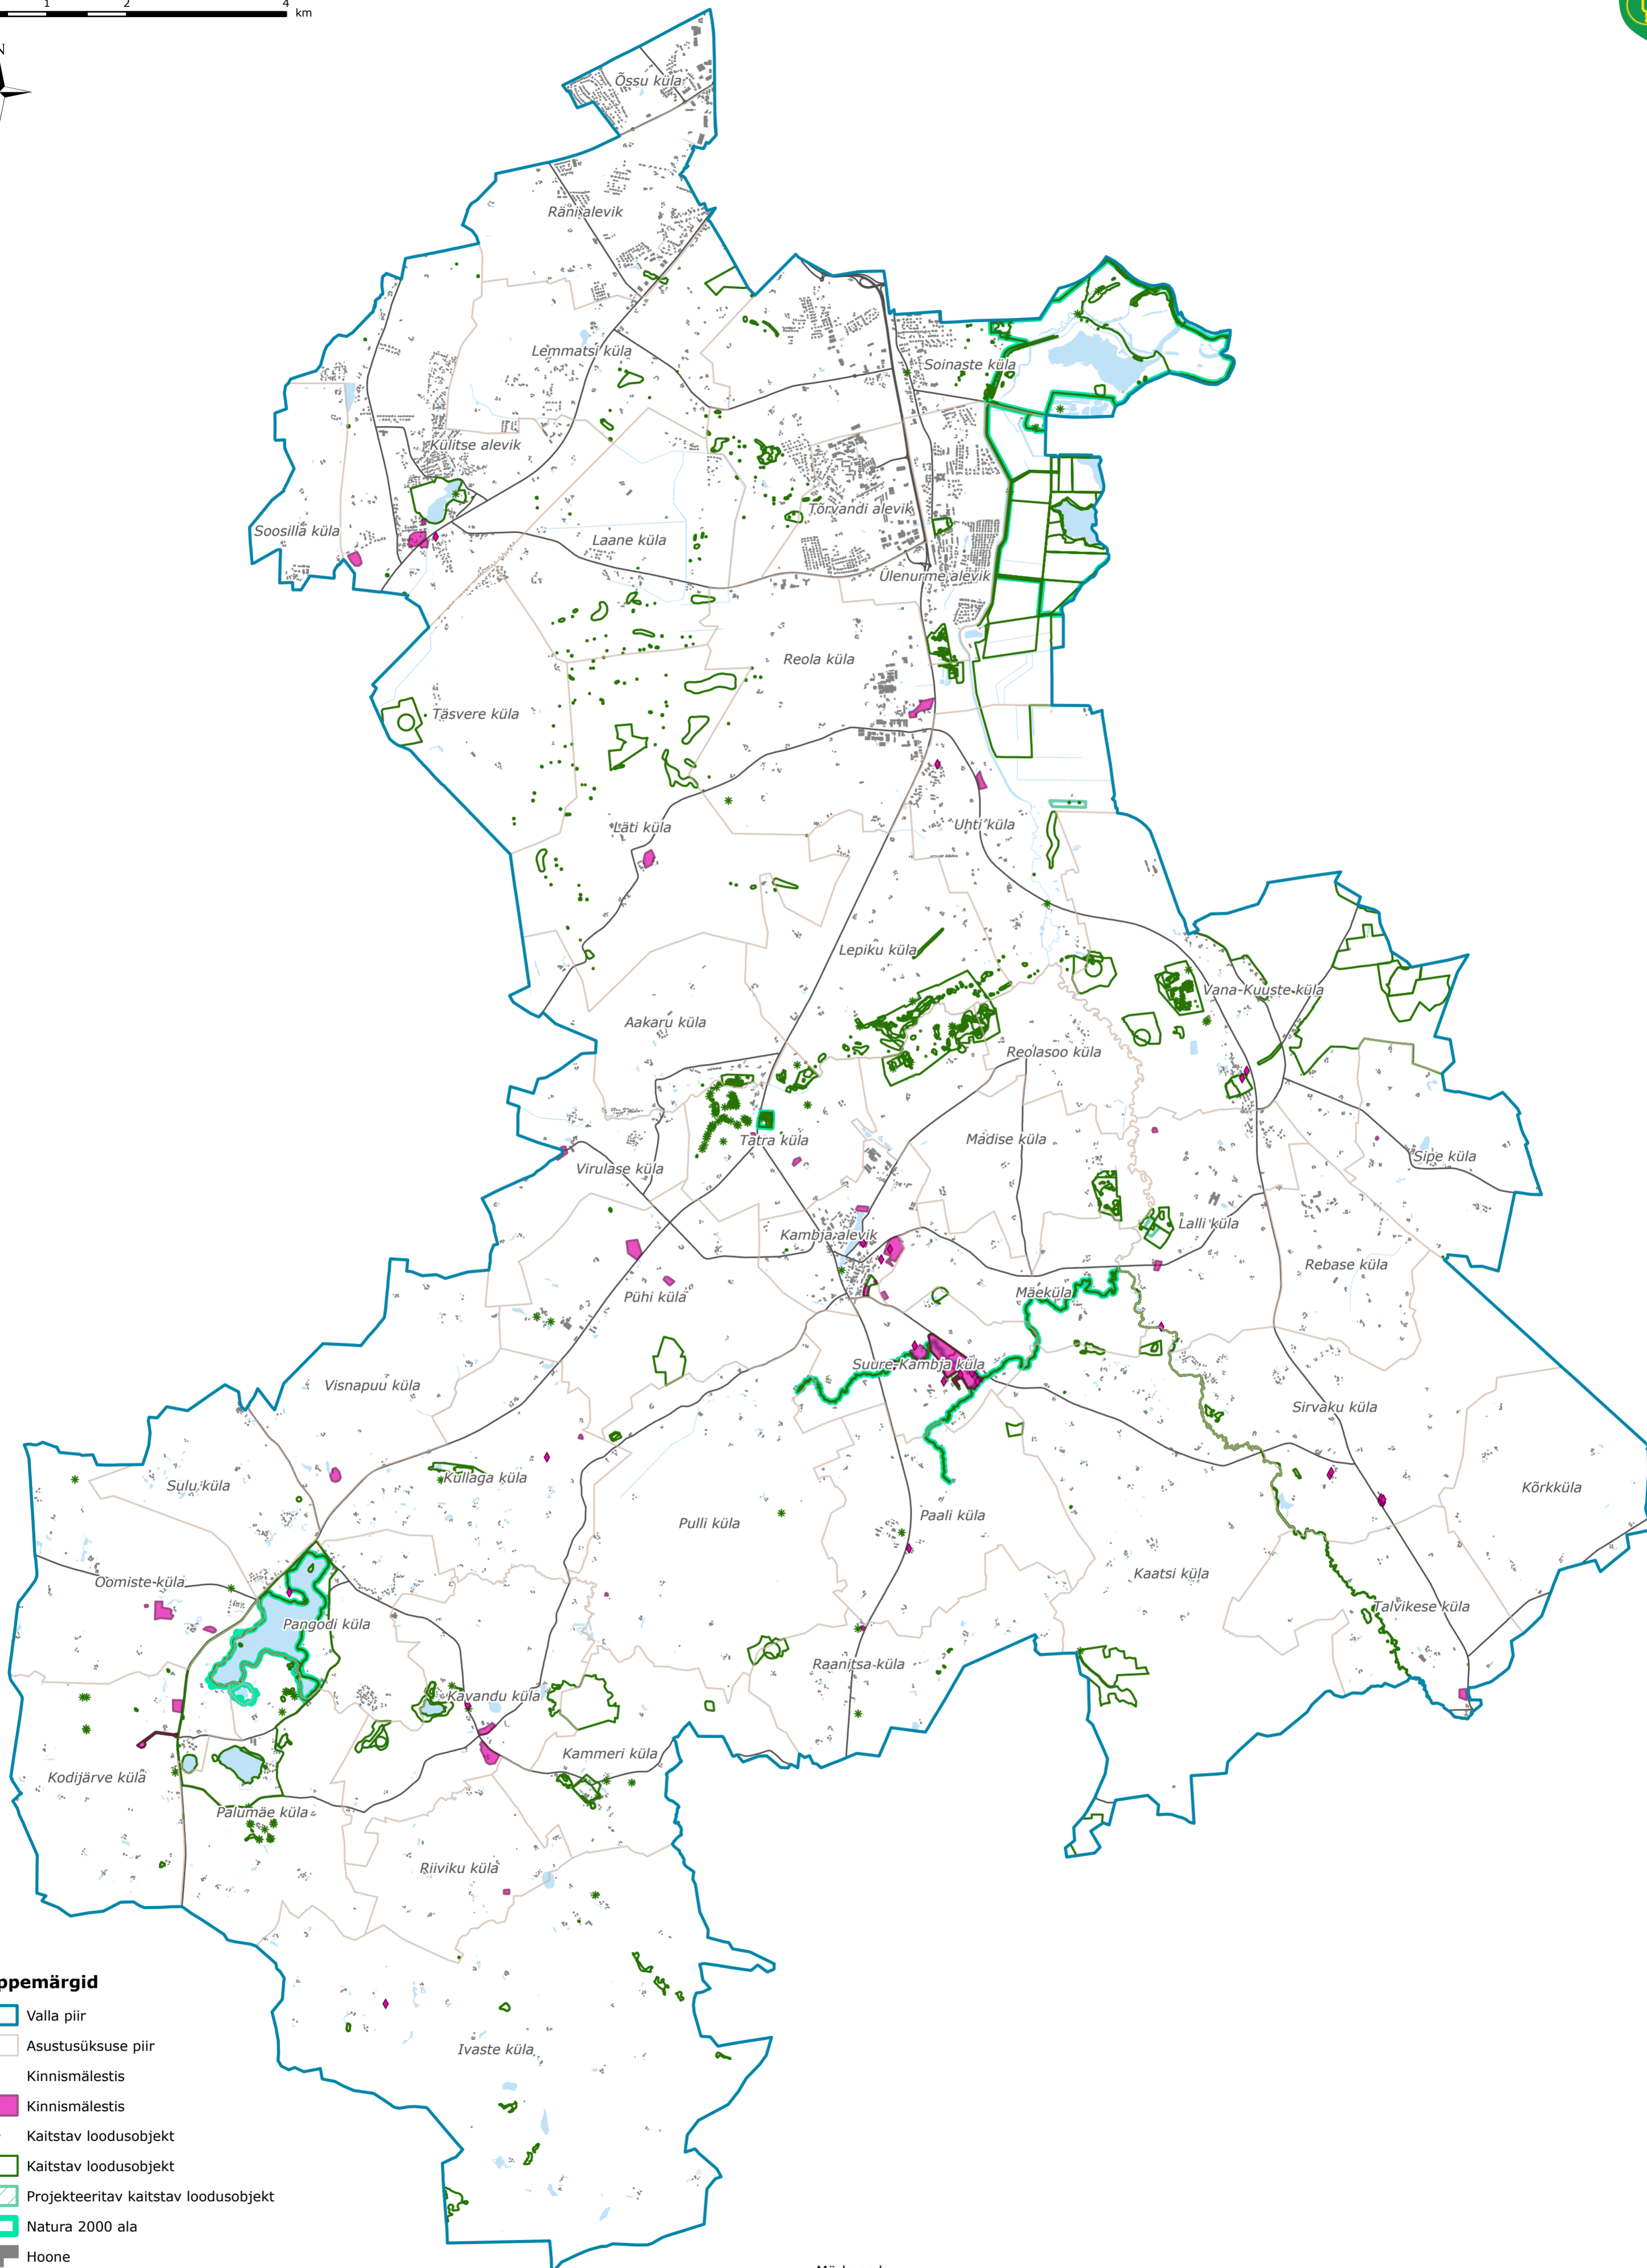 1 2 4
km
N
Õssu küla
Räni alevik
Lemmatsi küla
Soinaste küla
Külitse alevik
Tõrvandi alevik
Soosilla küla
Laane küla
Ülenurme alevik
Reola küla
Täsvere küla
Läti küla
Uhti küla
Lepiku küla
Vana-Kuuste küla
Aakaru küla
Reolasoo küla
Tatra küla
Madise küla
Sipe küla
Virulase küla
Lalli küla
Kambja alevik
Rebase küla
Pühi küla
Mäeküla
Suure-Kambja küla
Visnapuu küla
Sirvaku küla
Kullaga küla
Sulu küla
Kõrkküla
Pulli küla
Paali küla
Kaatsi küla
Oomiste küla
Talvikese küla
Pangodi küla
Raanitsa küla
Kavandu küla
Kammeri küla
Kodijärve küla
Palumäe küla
Riiviku küla
ppemärgid
Valla piir
Asustusüksuse piir
Kinnismälestis
Kinnismälestis
Kaitstav loodusobjekt
Kaitstav loodusobjekt
Projekteeritav kaitstav loodusobjekt
Natura 2000 ala
Hoone
Ivaste küla